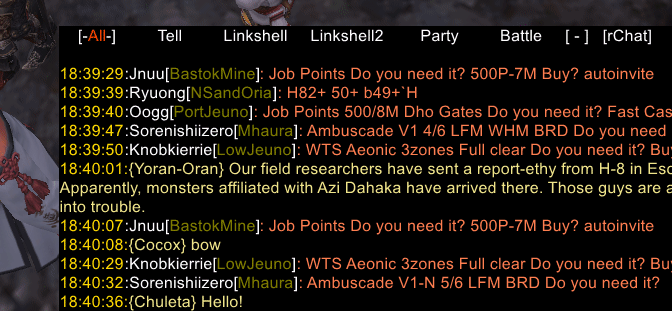 [-All-] Tell Linkshell Linkshell2 Party Battle [ - ] [rChat]
18:39:29:Jnuu[BastokMine]: Job Points Do you need it? 500P-7M Buy? autoinvite
18:39:39:Ryuong[NSandOria]: H82+ 50+ b49+`H
18:39:40:Oogg[PortJeuno]: Job Points 500/8M Dho Gates Do you need it? Fast Cas
18:39:47:Sorenishiizero[Mhaura]: Ambuscade V1 4/6 LFM WHM BRD Do you need
18:39:50:Knobkierrie[LowJeuno]: WTS Aeonic 3zones Full clear Do you need it? Bu
18:40:01:{Yoran-Oran} Our field researchers have sent a report-ethy from H-8 in Esc
Apparently, monsters affiliated with Azi Dahaka have arrived there. Those guys are a
into trouble.
18:40:07:Jnuu[BastokMine]: Job Points Do you need it? 500P-7M Buy? autoinvite
18:40:08:{Cocox} bow
18:40:29:Knobkierrie[LowJeuno]: WTS Aeonic 3zones Full clear Do you need it? Bu
18:40:32:Sorenishiizero[Mhaura]: Ambuscade V1-N 5/6 LFM BRD Do you need it?
18:40:36:{Chuleta} Hello!